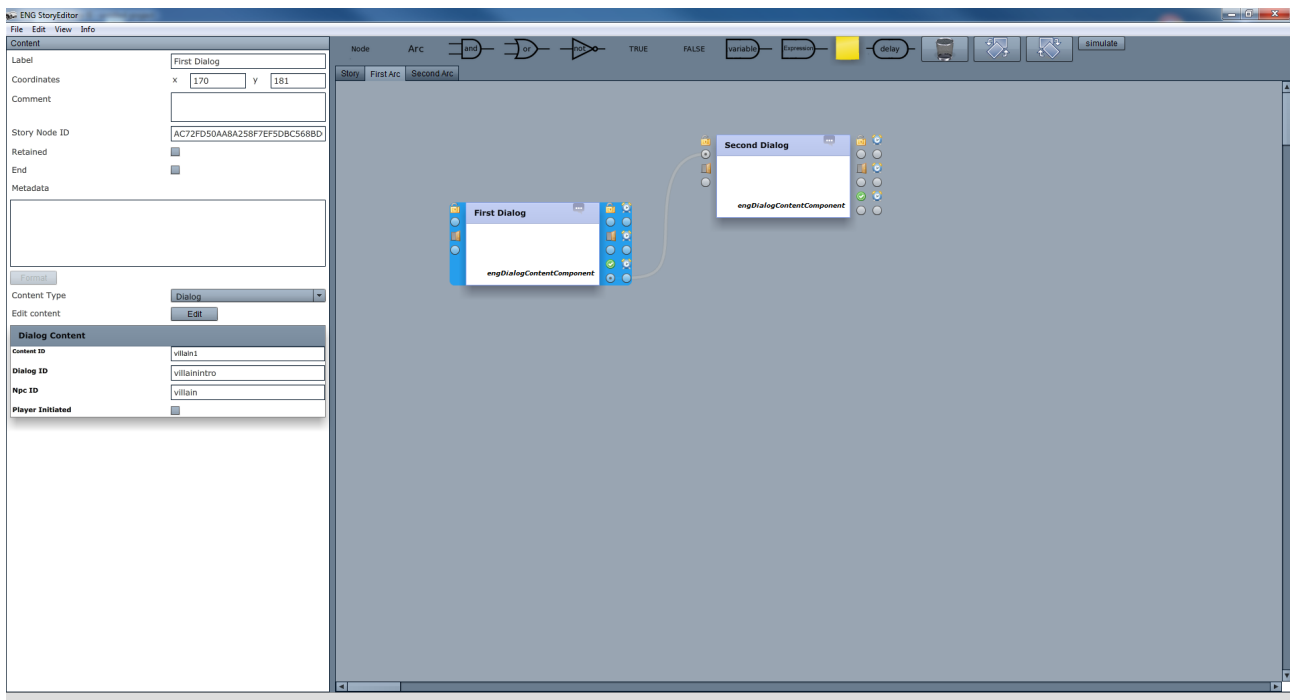 ENG StoryEditor
File Edit View Info
Content
Label First Dialog
Coordinates x 170 y 181
Comment
Story Node ID AC72FD50AA8A258F7EF5DBC568BD
Retained
End
Metadata
Format
Content Type Dialog
Edit content Edit
Dialog Content
Content ID villain1
Dialog ID villainintro
Npc ID villain
Player Initiated
Node Arc and or not TRUE FALSE variable Expression delay simulate
Story First Arc Second Arc
Second Dialog
engDialogContentComponent
First Dialog
engDialogContentComponent